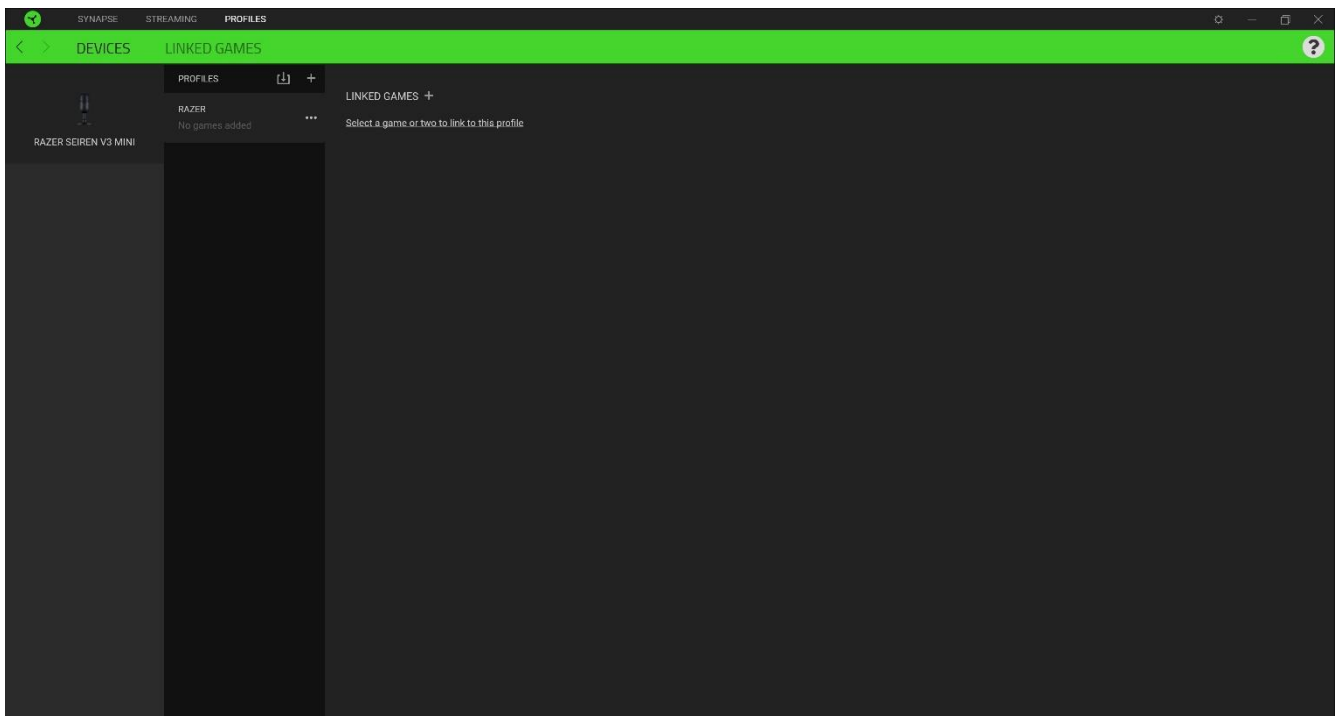 SYNAPSE STREAMING PROFILES
DEVICES LINKED GAMES
?
RAZER SEIREN V3 MINI
PROFILES
RAZER
No games added
LINKED GAMES +
Select a game or two to link to this profile